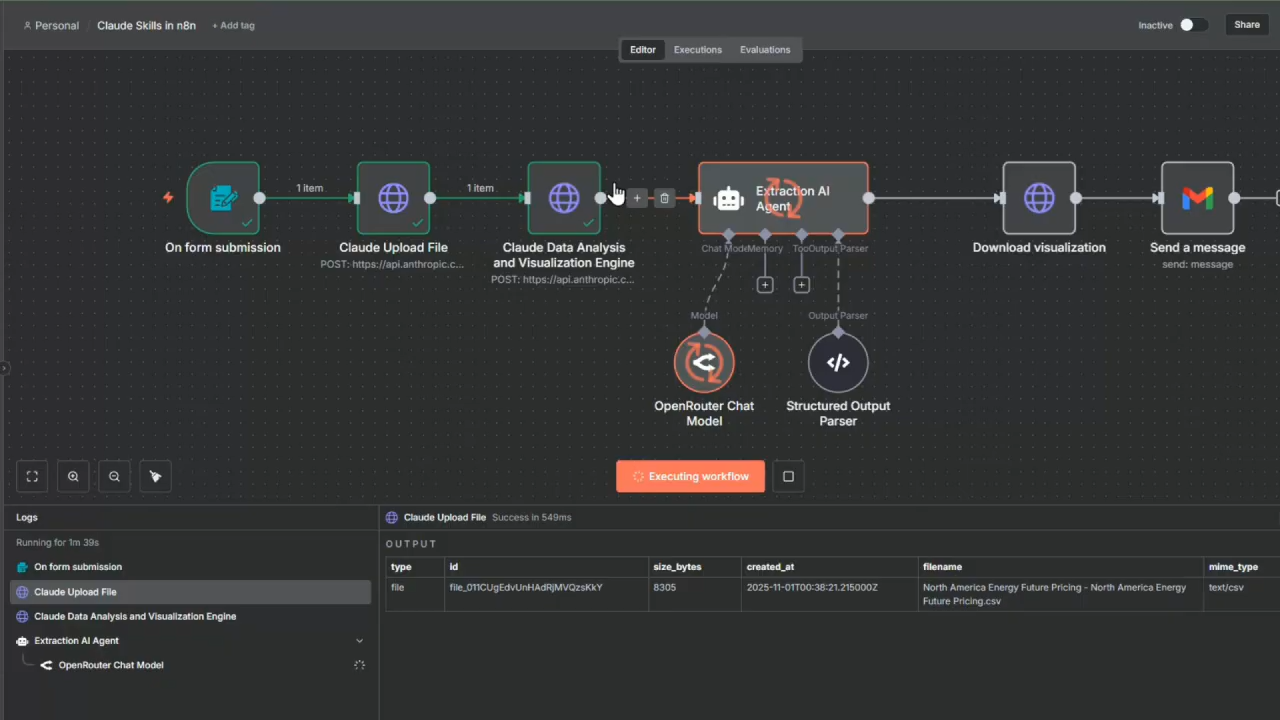 Personal / Claude Skills in n8n + Add tag
Inactive
Share
Editor Executions Evaluations
1 item
1 item
Extraction AI
Agent
On form submission
Claude Upload File
POST: https://api.anthropic.c...
Claude Data Analysis
and Visualization Engine
POST: https://api.anthropic.c...
Chat Mode Memory Too Output Parser
Download visualization
Send a message
send: message
Model
Output Parser
OpenRouter Chat
Model
Structured Output
Parser
Executing workflow
Logs
Running for 1m 39s
On form submission
Claude Upload File
Claude Data Analysis and Visualization Engine
Extraction AI Agent
OpenRouter Chat Model
Claude Upload File Success in 549ms
OUTPUT
type id size_bytes created_at filename mime_type
file file_011CUgEdvUnHAdRjMVQzsKkY 8305 2025-11-01T00:38:21.215000Z North America Energy Future Pricing - North America Energy text/csv
Future Pricing.csv